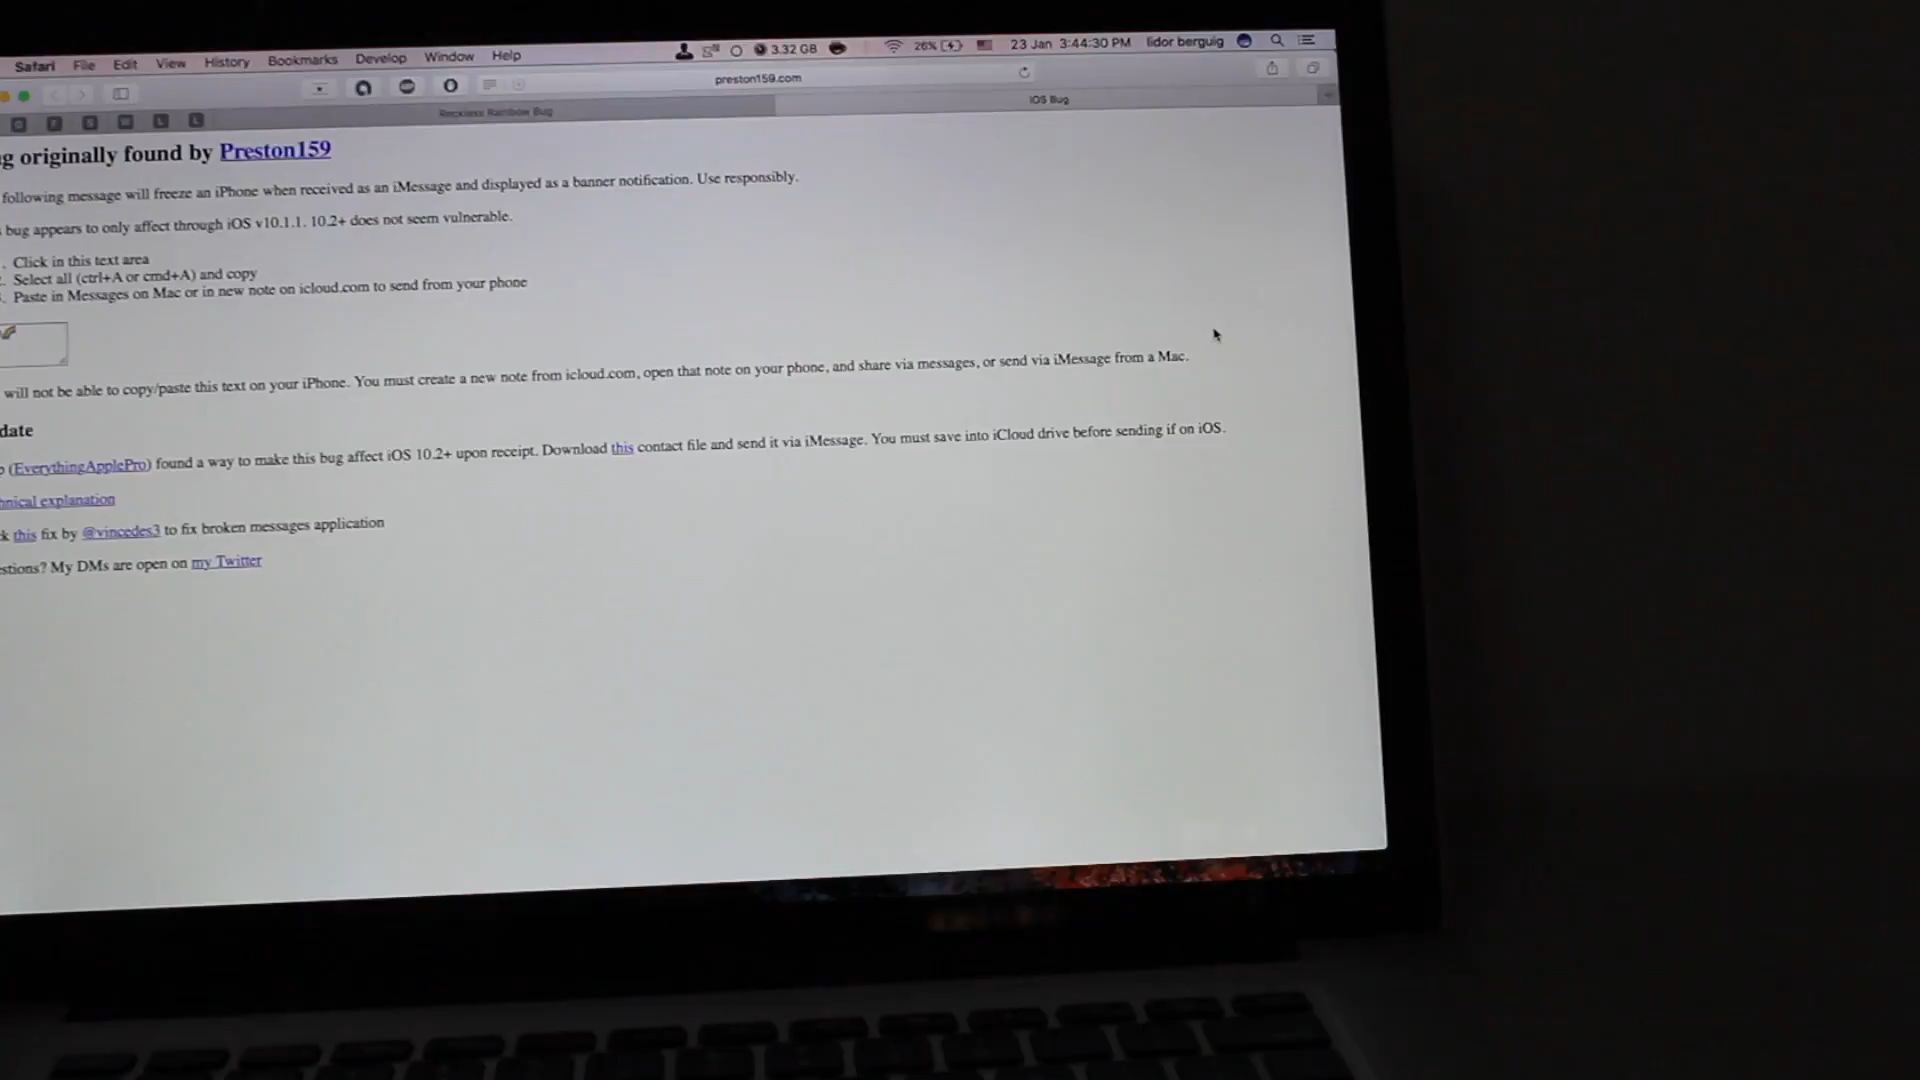 Safari File Edit View History Bookmarks Develop Window Help 3.32 GB 26% 23 Jan 3:44:30 PM lidor berguig
preston159.com
Reckless Rainbow Bug iOS Bug
g originally found by Preston159
following message will freeze an iPhone when received as an iMessage and displayed as a banner notification. Use responsibly.
bug appears to only affect through iOS v10.1.1. 10.2+ does not seem vulnerable.
. Click in this text area
. Select all (ctrl+A or cmd+A) and copy
. Paste in Messages on Mac or in new note on icloud.com to send from your phone
will not be able to copy/paste this text on your iPhone. You must create a new note from icloud.com, open that note on your phone, and share via messages, or send via iMessage from a Mac.
date
(EverythingApplePro) found a way to make this bug affect iOS 10.2+ upon receipt. Download this contact file and send it via iMessage. You must save into iCloud drive before sending if on iOS.
hnical explanation
k this fix by @vincedes3 to fix broken messages application
stions? My DMs are open on my Twitter